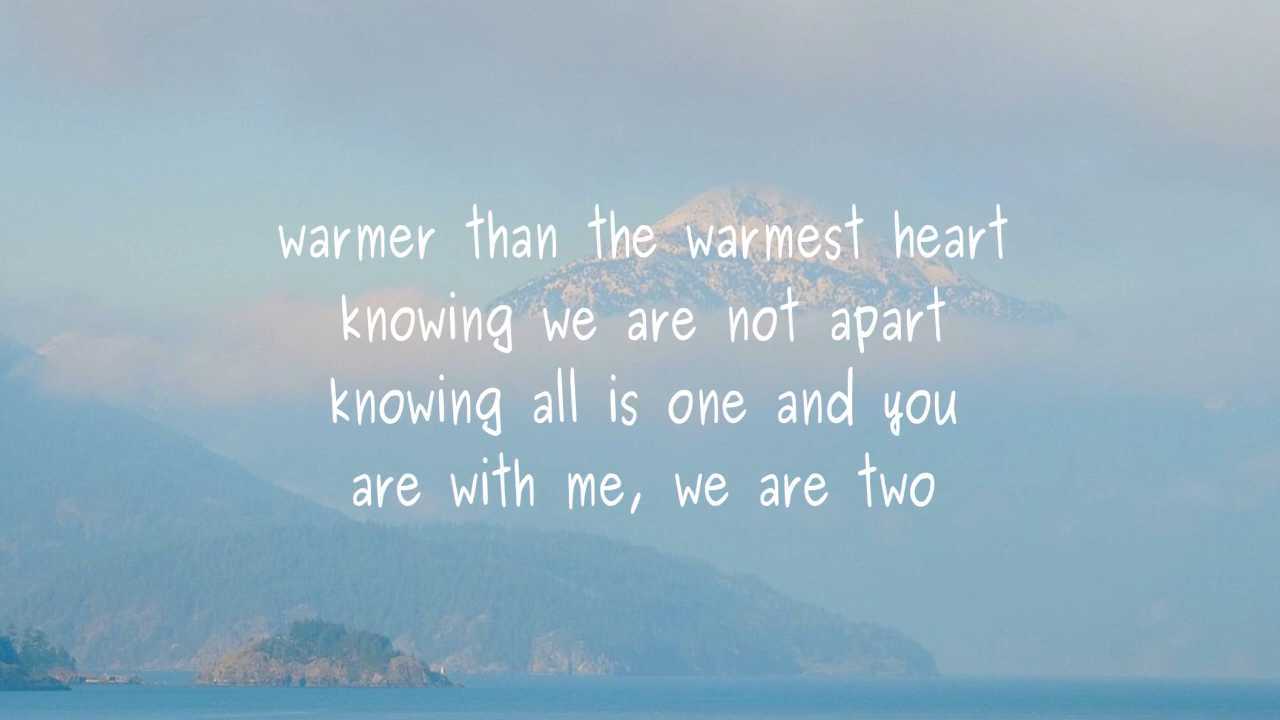 warmer than the warmest heart
knowing we are not apart
knowing all is one and you
are with me, we are two